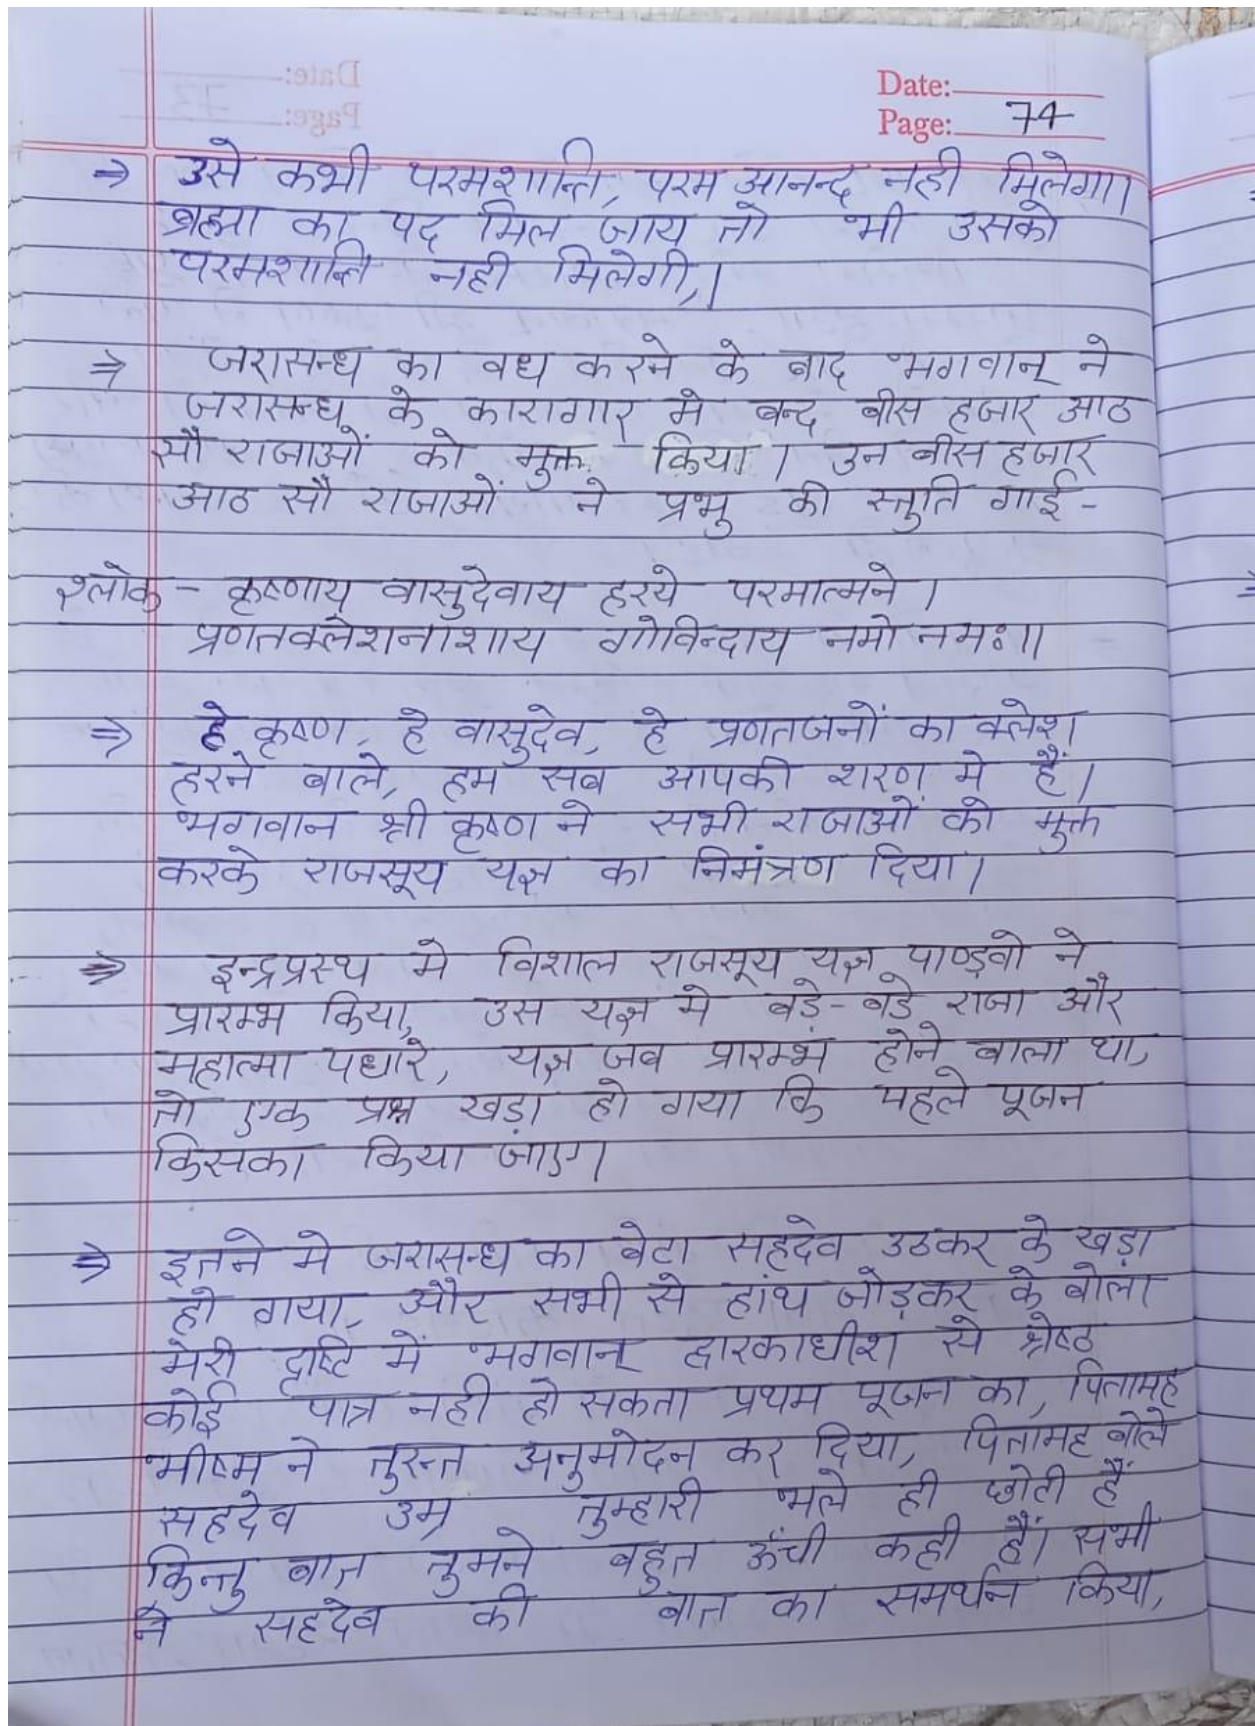 Date:
Page: 74
⇒ उसे कभी परमशान्ति, परम आनन्द नही मिलेगा।
ब्रह्मा का पद मिल जाय तो भी उसको
परमशान्ति नही मिलेगी,।
⇒ जरासन्ध का वध करने के बाद भगवान् ने
जरासन्ध के कारागार मे बन्द बीस हजार आठ
सौ राजाओं को मुक्त किया। उन बीस हजार
आठ सौ राजाओं ने प्रभु की स्तुति गाई-
श्लोक - कृष्णाय वासुदेवाय हरये परमात्मने।
प्रणतक्लेशनाशाय गोविन्दाय नमो नमः॥
⇒ हे कृष्ण, हे वासुदेव, हे प्रणतजनों का क्लेश
हरने बाले, हम सब आपकी शरण मे हैं।
भगवान श्री कृष्ण ने सभी राजाओं को मुक्त
करके राजसूय यज्ञ का निमंत्रण दिया।
⇒ इन्द्रप्रस्थ मे विशाल राजसूय यज्ञ पाण्डवो ने
प्रारम्भ किया, उस यज्ञ मे बड़े-बडे राजा और
महात्मा पधारे, यज्ञ जब प्रारम्भ होने बाला था,
तो एक प्रश्न खड़ा हो गया कि पहले पूजन
किसका किया जाए।
⇒ इतने मे जरासन्ध का बेटा सहदेव उठकर के खड़ा
हो गया, और सभी से हांथ जोड़कर के बोला
मेरी दृष्टि में भगवान् द्वारकाधीश से श्रेष्ठ
कोई पात्र नही हो सकता प्रथम पूजन का, पितामह
भीष्म ने तुरन्त अनुमोदन कर दिया, पितामह बोले
सहदेव उम्र तुम्हारी भले ही छोटी हैं
किन्तु बात तुमने बहुत ऊँची कही हैं। सभी
ने सहदेव की बात का समर्थन किया,